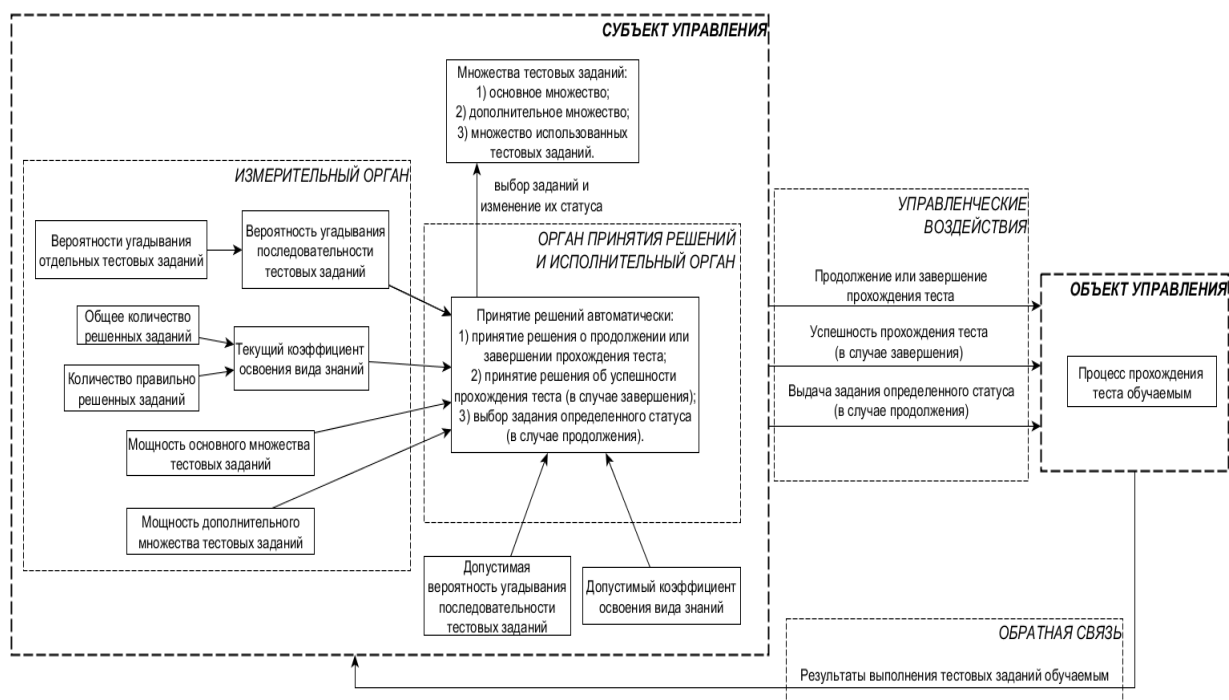 СУБЪЕКТ УПРАВЛЕНИЯ
Множества тестовых заданий:
1) основное множество;
2) дополнительное множество;
3) множество использованных
тестовых заданий.
ИЗМЕРИТЕЛЬНЫЙ ОРГАН
выбор заданий и
изменение их статуса
Вероятности угадывания
отдельных тестовых заданий
Вероятность угадывания
последовательности
тестовых заданий
Общее количество
решенных заданий
Количество правильно
решенных заданий
Текущий коэффициент
освоения вида знаний
Мощность основного множества
тестовых заданий
Мощность дополнительного
множества тестовых заданий
ОРГАН ПРИНЯТИЯ РЕШЕНИЙ
И ИСПОЛНИТЕЛЬНЫЙ ОРГАН
Принятие решений автоматически:
1) принятие решения о продолжении или
завершении прохождения теста;
2) принятие решения об успешности
прохождения теста (в случае завершения);
3) выбор задания определенного статуса
(в случае продолжения).
Допустимая
вероятность угадывания
последовательности
тестовых заданий
Допустимый коэффициент
освоения вида знаний
УПРАВЛЕНЧЕСКИЕ
ВОЗДЕЙСТВИЯ
Продолжение или завершение
прохождения теста
Успешность прохождения теста
(в случае завершения)
Выдача задания определенного статуса
(в случае продолжения)
ОБЪЕКТ УПРАВЛЕНИЯ
Процесс прохождения
теста обучаемым
ОБРАТНАЯ СВЯЗЬ
Результаты выполнения тестовых заданий обучаемым